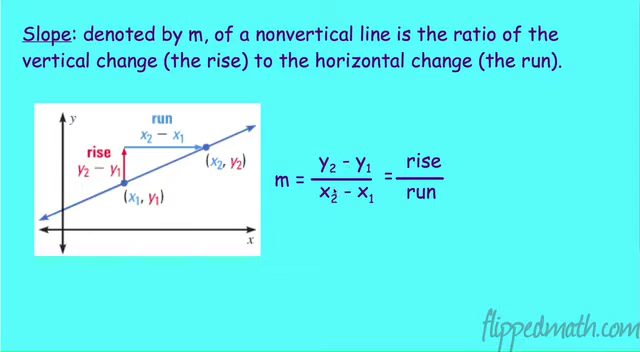 Slope: denoted by m, of a nonvertical line is the ratio of the
vertical change (the rise) to the horizontal change (the run).
y
run
x₂ − x₁
rise
y₂ − y₁
(x₂, y₂)
(x₁, y₁)
x
m = y₂ - y₁ / x₂ - x₁ = rise / run
flippedmath.com